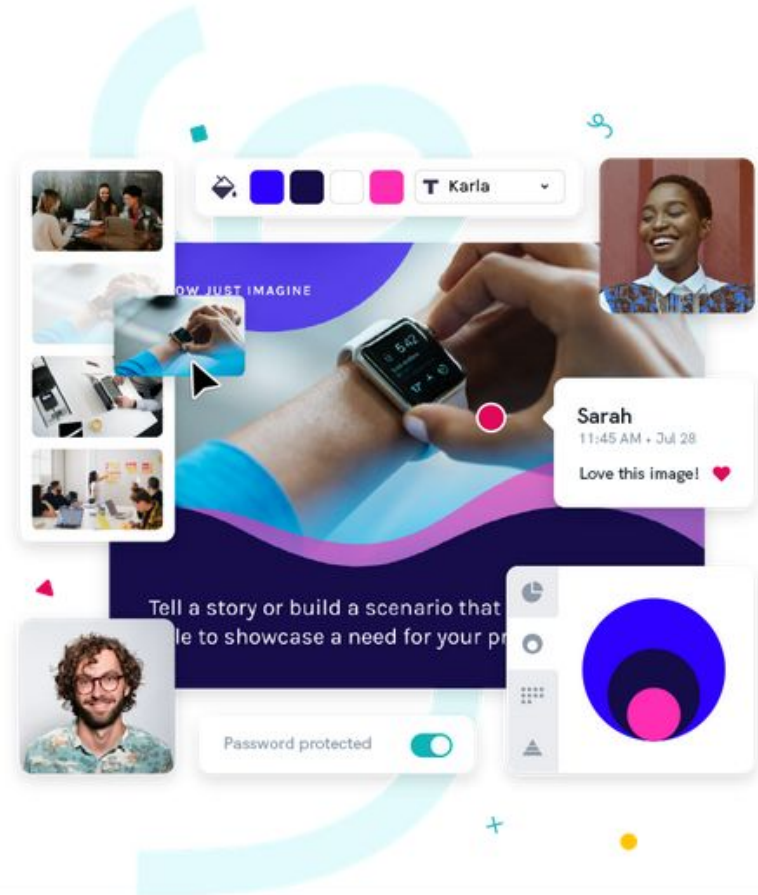 Karla
OW JUST IMAGINE
5:42
Sarah
11:45 AM • Jul 28
Love this image!
Tell a story or build a scenario that
le to showcase a need for your pr
Password protected